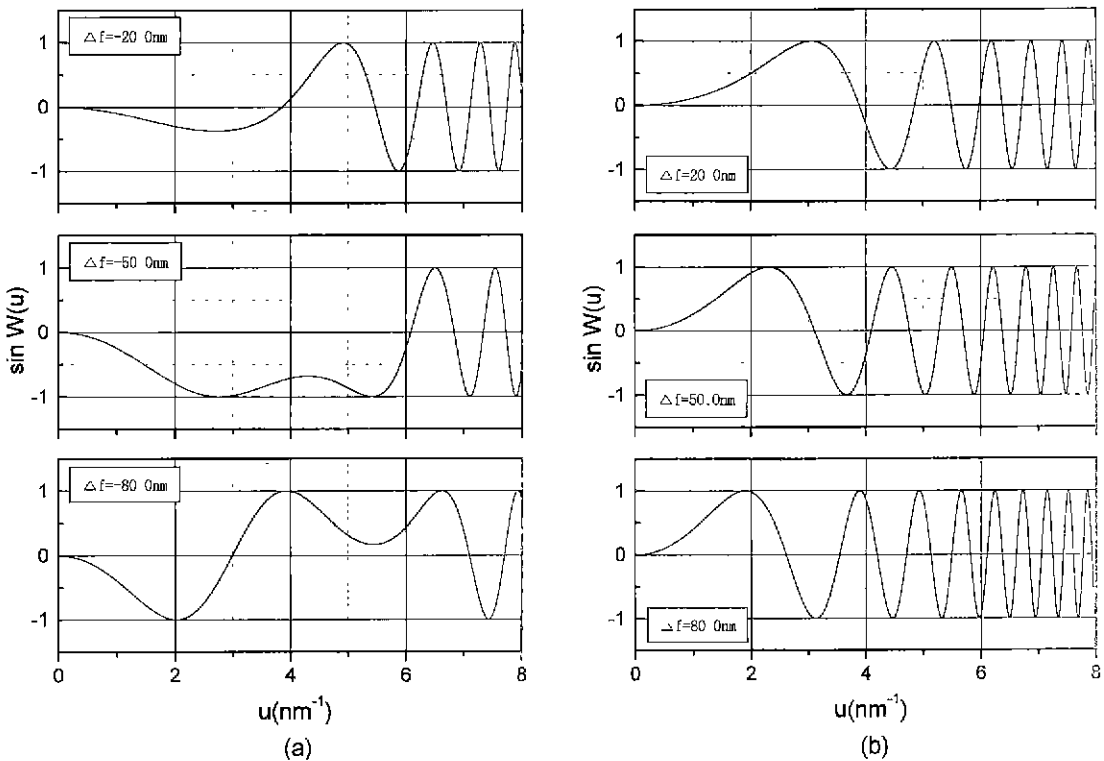 △f=-20 0nm
1
0
-1
△f=-50 0nm
1
0
-1
sin W(u)
△f=-80 0nm
1
0
-1
0 2 4 6 8
u(nm⁻¹)
(a)
1
0
-1
△f=20 0nm
1
0
-1
sin W(u)
△f=50.0nm
1
0
-1
△f=80 0nm
0 2 4 6 8
u(nm⁻¹)
(b)